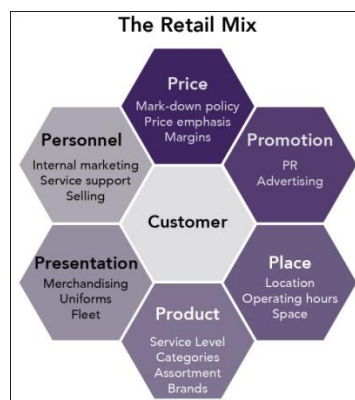 The Retail Mix
Price
Mark-down policy
Price emphasis
Margins
Promotion
PR
Advertising
Place
Location
Operating hours
Space
Product
Service Level
Categories
Assortment
Brands
Presentation
Merchandising
Uniforms
Fleet
Personnel
Internal marketing
Service support
Selling
Customer